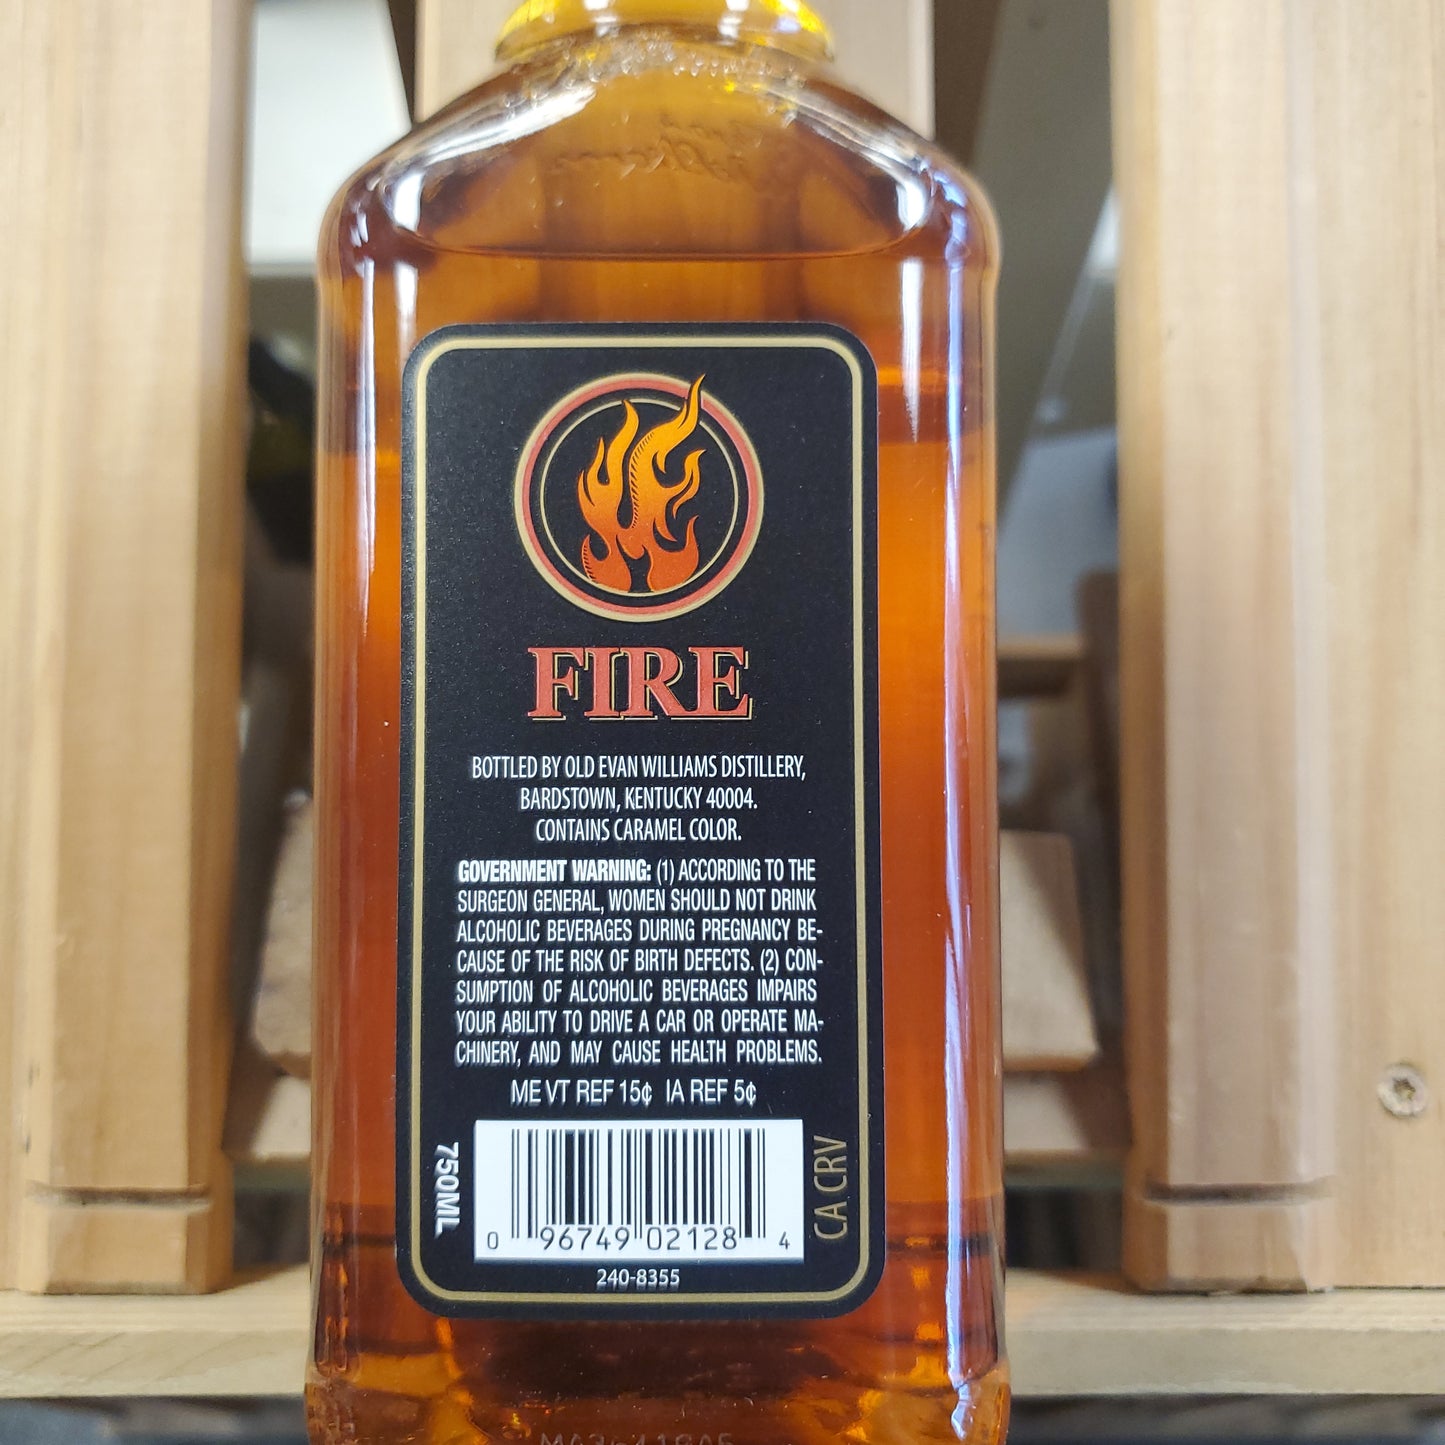 FIRE
BOTTLED BY OLD EVAN WILLIAMS DISTILLERY,
BARDSTOWN, KENTUCKY 40004.
CONTAINS CARAMEL COLOR.
GOVERNMENT WARNING: (1) ACCORDING TO THE
SURGEON GENERAL, WOMEN SHOULD NOT DRINK
ALCOHOLIC BEVERAGES DURING PREGNANCY BE-
CAUSE OF THE RISK OF BIRTH DEFECTS. (2) CON-
SUMPTION OF ALCOHOLIC BEVERAGES IMPAIRS
YOUR ABILITY TO DRIVE A CAR OR OPERATE MA-
CHINERY, AND MAY CAUSE HEALTH PROBLEMS.
ME VT REF 15¢ IA REF 5¢
750ML
CA CRV
0 96749 02128 4
240-8355